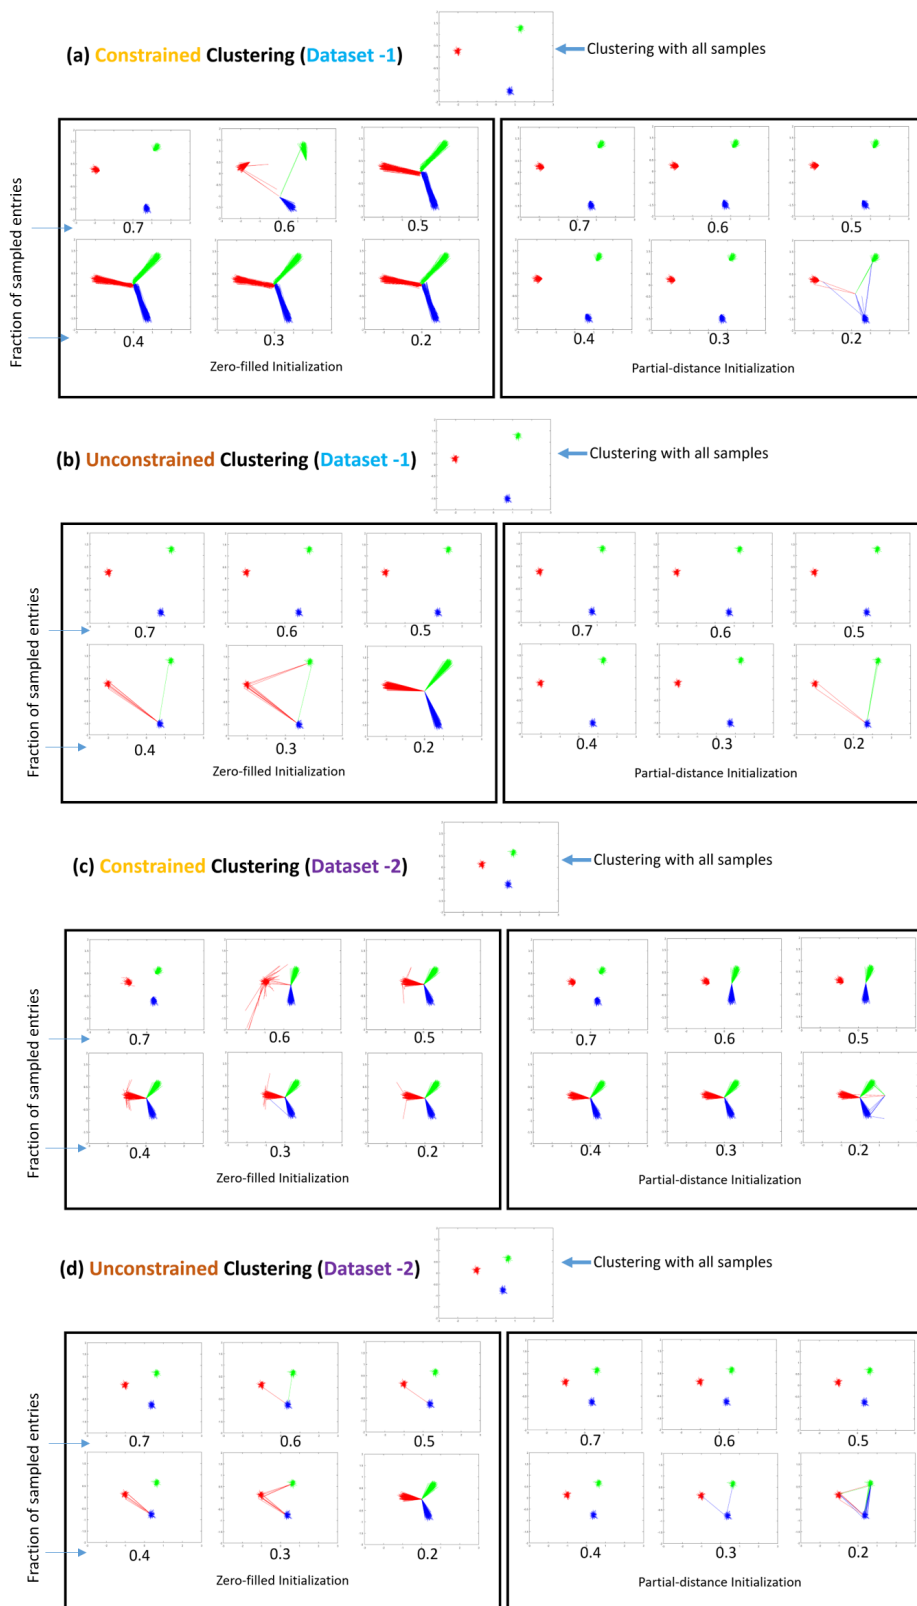 (a) Constrained Clustering (Dataset -1)
Clustering with all samples
Fraction of sampled entries
0.7
0.6
0.5
0.4
0.3
0.2
Zero-filled Initialization
0.7
0.6
0.5
0.4
0.3
0.2
Partial-distance Initialization
(b) Unconstrained Clustering (Dataset -1)
Clustering with all samples
Fraction of sampled entries
0.7
0.6
0.5
0.4
0.3
0.2
Zero-filled Initialization
0.7
0.6
0.5
0.4
0.3
0.2
Partial-distance Initialization
(c) Constrained Clustering (Dataset -2)
Clustering with all samples
Fraction of sampled entries
0.7
0.6
0.5
0.4
0.3
0.2
Zero-filled Initialization
0.7
0.6
0.5
0.4
0.3
0.2
Partial-distance Initialization
(d) Unconstrained Clustering (Dataset -2)
Clustering with all samples
Fraction of sampled entries
0.7
0.6
0.5
0.4
0.3
0.2
Zero-filled Initialization
0.7
0.6
0.5
0.4
0.3
0.2
Partial-distance Initialization